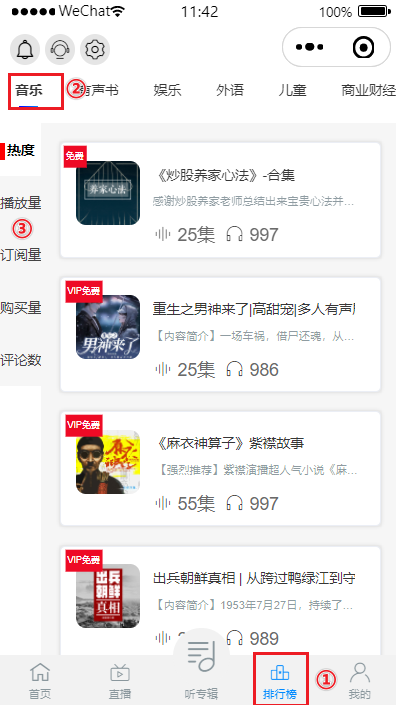 WeChat 11:42 100%
音乐 ② 有声书 娱乐 外语 儿童 商业财经
热度
播放量
③
订阅量
购买量
评论数
免费
养家心法
《炒股养家心法》-合集
感谢炒股养家老师总结出来宝贵心法并...
25集 997
VIP免费
男神来了
重生之男神来了|高甜宠|多人有声
【内容简介】一场车祸，借尸还魂，从...
25集 986
VIP免费
《麻衣神算子》紫襟故事
【强烈推荐】紫襟演播超人气小说《麻...
55集 997
VIP免费
出兵
朝鲜
真相
出兵朝鲜真相 | 从跨过鸭绿江到守
【内容简介】1953年7月27日，持续了...
989
首页 直播 听专辑 排行榜 ① 我的